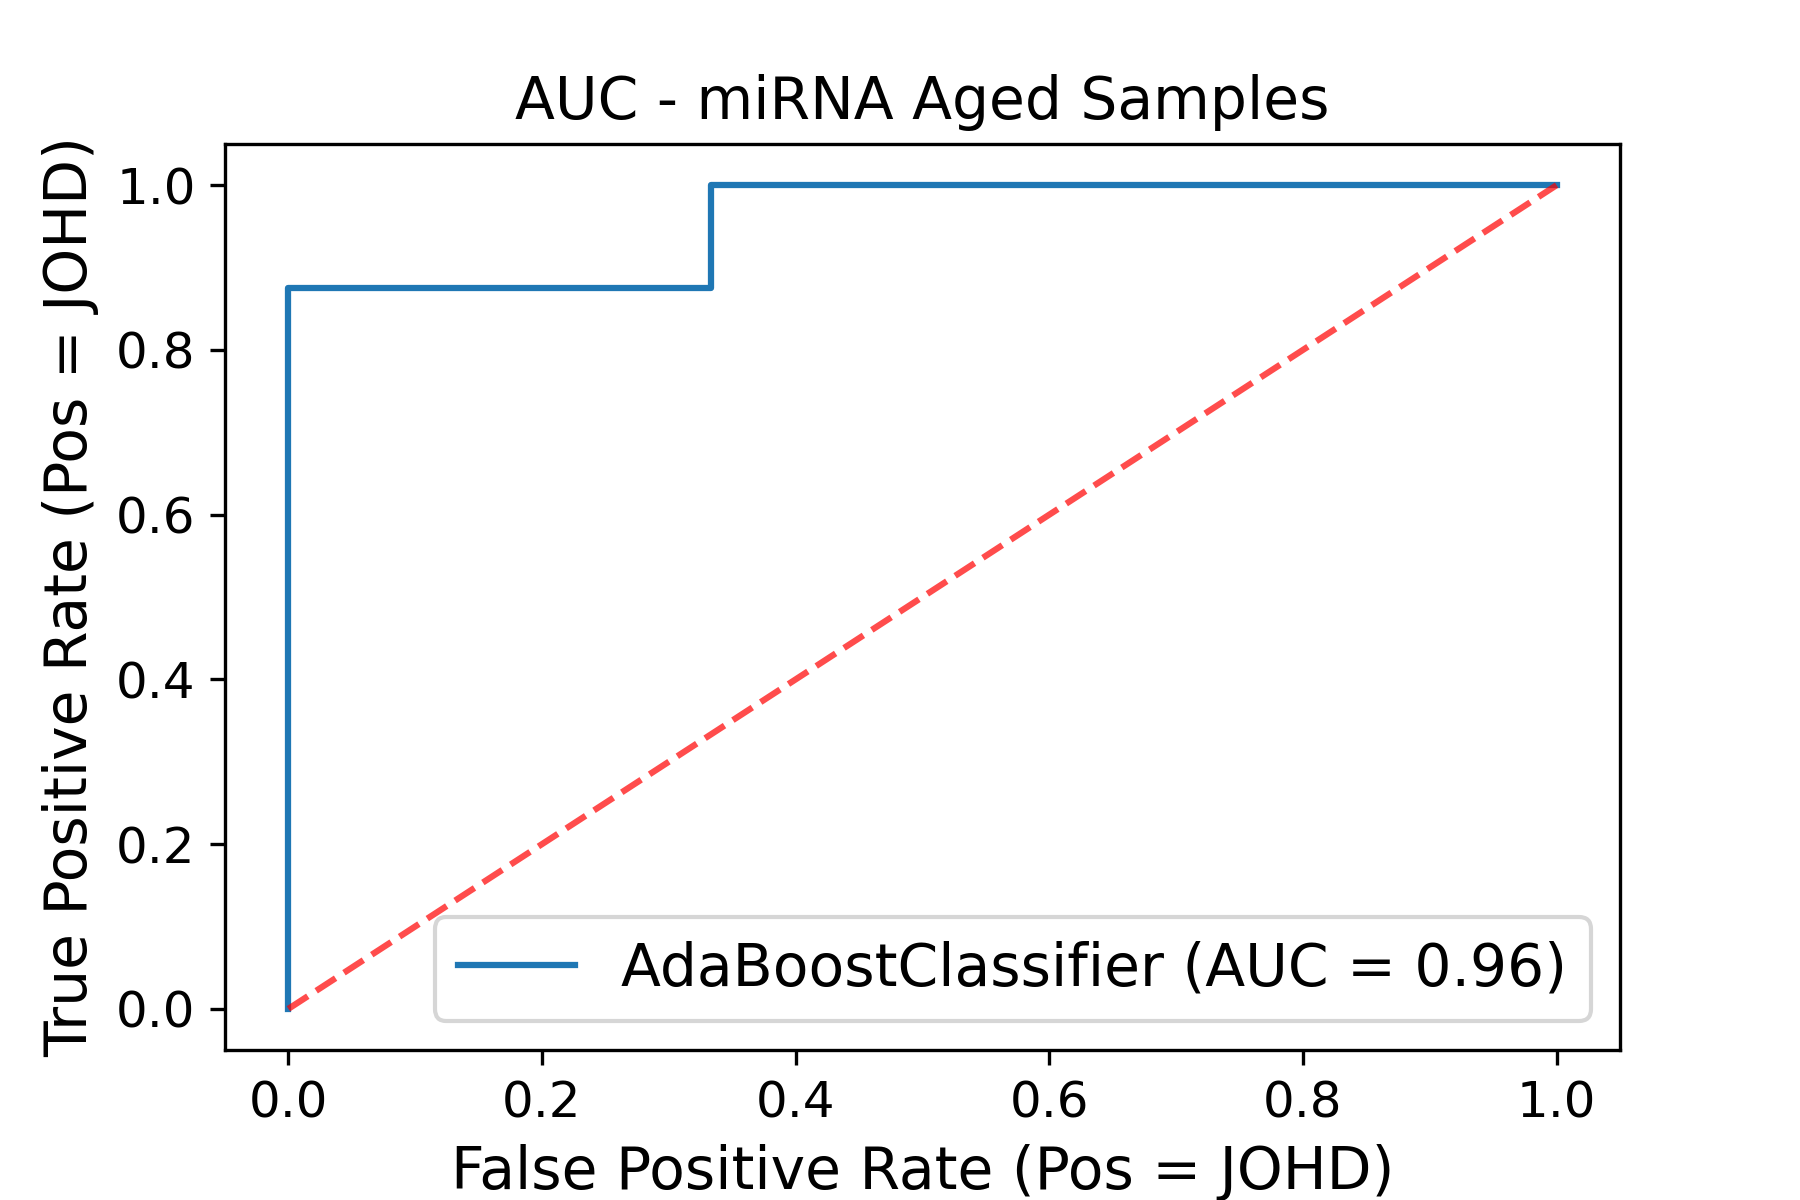 AUC - miRNA Aged Samples
True Positive Rate (Pos = JOHD)
1.0
0.8
0.6
0.4
0.2
0.0
AdaBoostClassifier (AUC = 0.96)
0.0 0.2 0.4 0.6 0.8 1.0
False Positive Rate (Pos = JOHD)